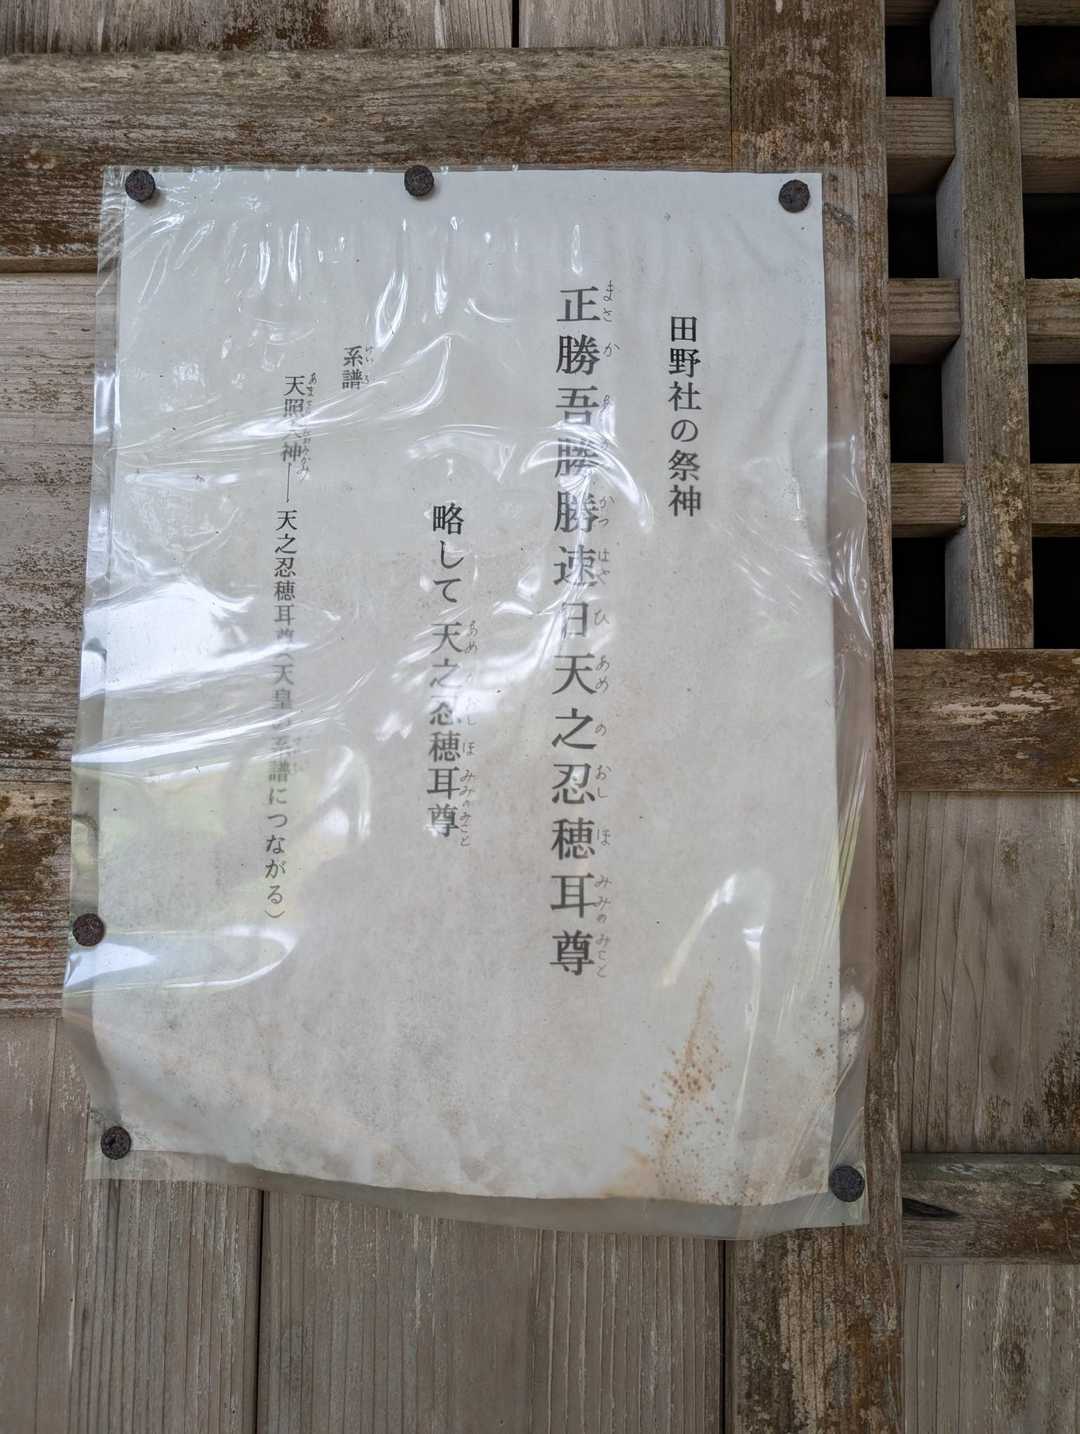 田野社の祭神
正勝吾勝勝速日天之忍穂耳尊
略して 天之忍穂耳尊
系譜
天照大神―天之忍穂耳尊（天皇の系譜につながる）